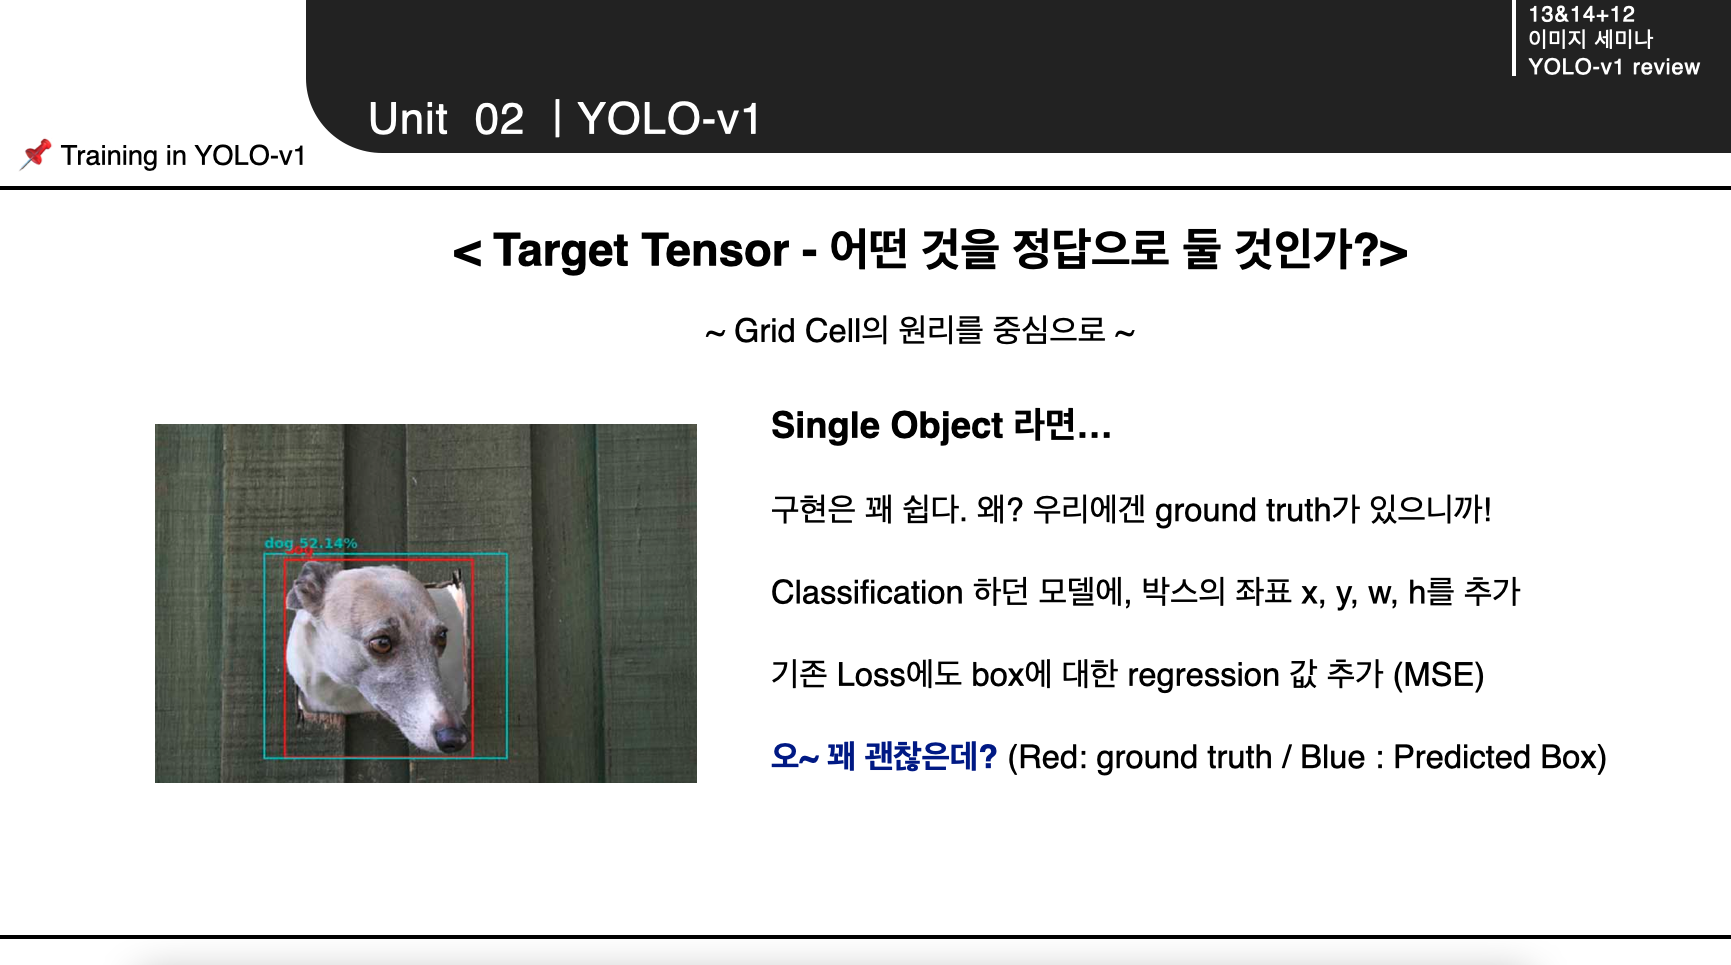 13&14+12
이미지 세미나
YOLO-v1 review
Unit 02 | YOLO-v1
📌 Training in YOLO-v1
< Target Tensor - 어떤 것을 정답으로 둘 것인가?>
~ Grid Cell의 원리를 중심으로 ~
Single Object 라면...
구현은 꽤 쉽다. 왜? 우리에겐 ground truth가 있으니까!
Classification 하던 모델에, 박스의 좌표 x, y, w, h를 추가
기존 Loss에도 box에 대한 regression 값 추가 (MSE)
오~ 꽤 괜찮은데? (Red: ground truth / Blue : Predicted Box)
dog 52.14%
dog